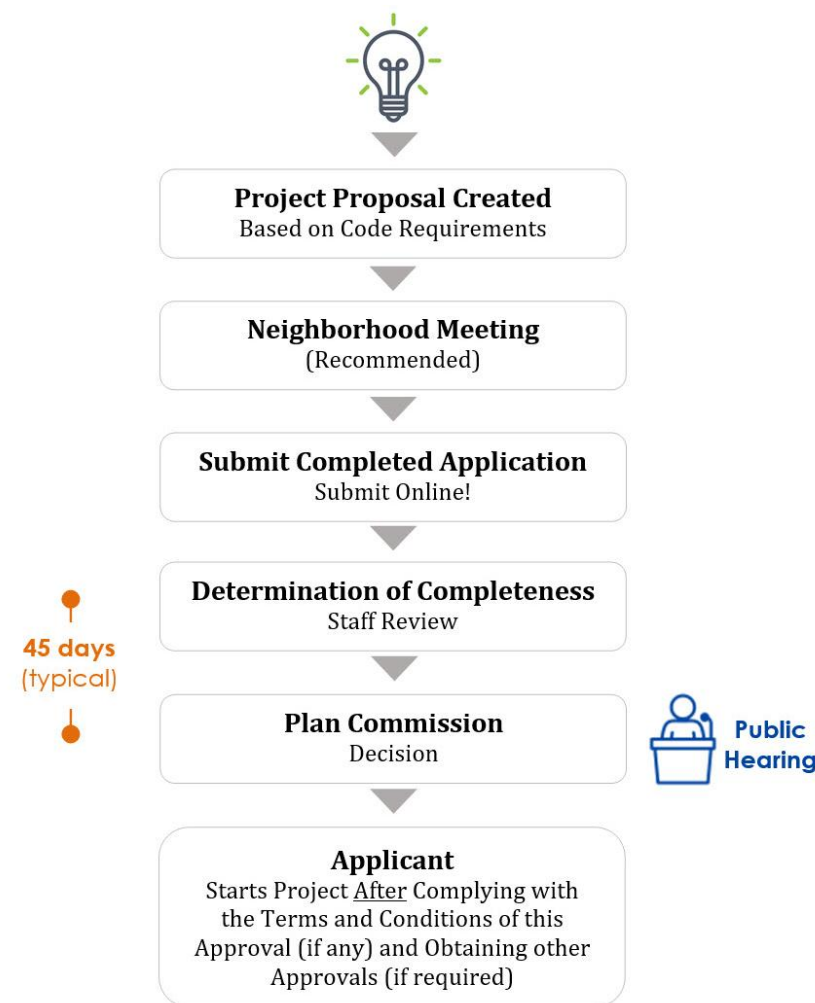 Project Proposal Created
Based on Code Requirements
Neighborhood Meeting
(Recommended)
Submit Completed Application
Submit Online!
Determination of Completeness
Staff Review
45 days
(typical)
Plan Commission
Decision
Public
Hearing
Applicant
Starts Project After Complying with
the Terms and Conditions of this
Approval (if any) and Obtaining other
Approvals (if required)